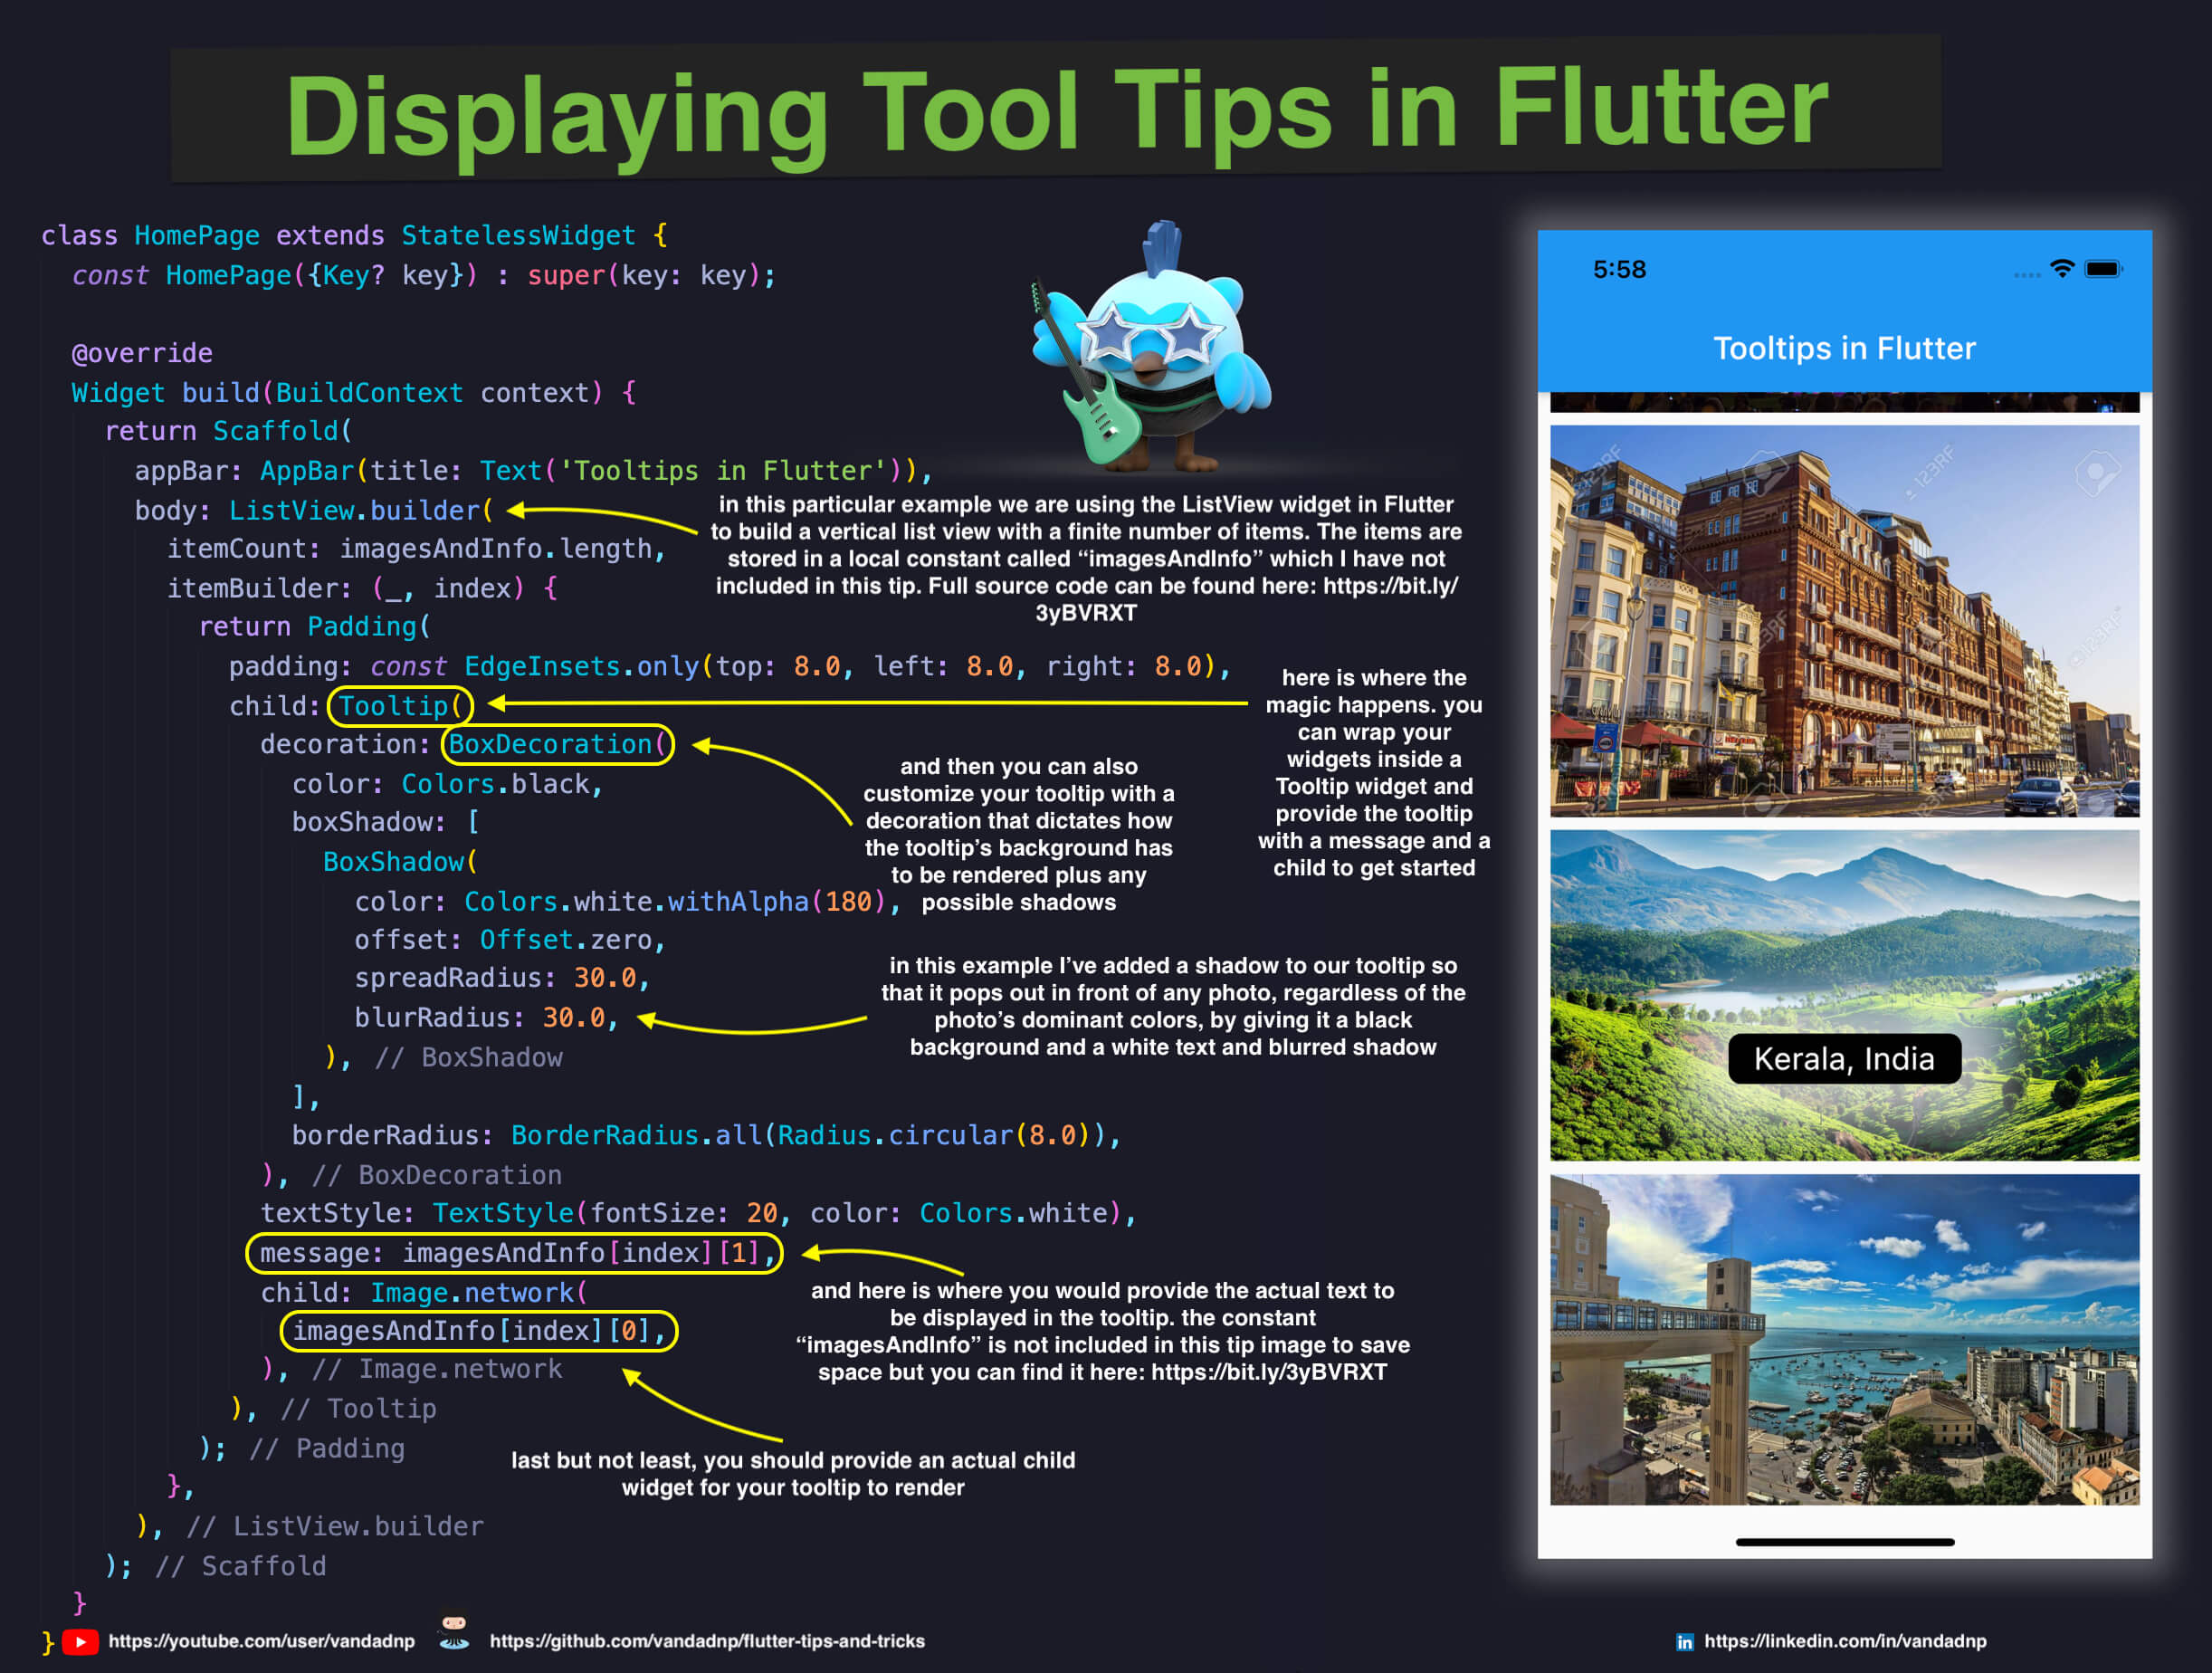 Displaying Tool Tips in Flutter
class HomePage extends StatelessWidget {
const HomePage({Key? key}) : super(key: key);
@override
Widget build(BuildContext context) {
return Scaffold(
appBar: AppBar(title: Text('Tooltips in Flutter')),
body: ListView.builder(
itemCount: imagesAndInfo.length,
itemBuilder: (_, index) {
return Padding(
padding: const EdgeInsets.only(top: 8.0, left: 8.0, right: 8.0),
child: Tooltip(
decoration: BoxDecoration(
color: Colors.black,
boxShadow: [
BoxShadow(
color: Colors.white.withAlpha(180),
offset: Offset.zero,
spreadRadius: 30.0,
blurRadius: 30.0,
), // BoxShadow
],
borderRadius: BorderRadius.all(Radius.circular(8.0)),
), // BoxDecoration
textStyle: TextStyle(fontSize: 20, color: Colors.white),
message: imagesAndInfo[index][1],
child: Image.network(
imagesAndInfo[index][0],
), // Image.network
), // Tooltip
); // Padding
},
), // ListView.builder
); // Scaffold
}
}
in this particular example we are using the ListView widget in Flutter
to build a vertical list view with a finite number of items. The items are
stored in a local constant called “imagesAndInfo” which I have not
included in this tip. Full source code can be found here: https://bit.ly/
3yBVRXT
here is where the
magic happens. you
can wrap your
widgets inside a
Tooltip widget and
provide the tooltip
with a message and a
child to get started
and then you can also
customize your tooltip with a
decoration that dictates how
the tooltip’s background has
to be rendered plus any
possible shadows
in this example I’ve added a shadow to our tooltip so
that it pops out in front of any photo, regardless of the
photo’s dominant colors, by giving it a black
background and a white text and blurred shadow
and here is where you would provide the actual text to
be displayed in the tooltip. the constant
“imagesAndInfo” is not included in this tip image to save
space but you can find it here: https://bit.ly/3yBVRXT
last but not least, you should provide an actual child
widget for your tooltip to render
5:58
Tooltips in Flutter
123RF
123RF
123RF
123RF
Kerala, India
https://youtube.com/user/vandadnp
https://github.com/vandadnp/flutter-tips-and-tricks
in https://linkedin.com/in/vandadnp